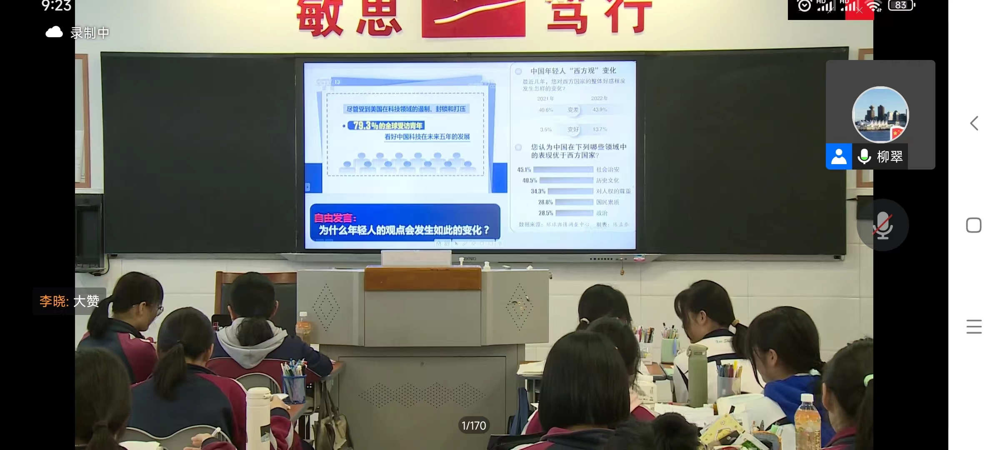 9:23
HD
HD
83
录制中
敏思
笃行
13
尽管受到美国在科技领域的遏制、封锁和打压
79.3%的全球受访青年
看好中国科技在未来五年的发展
自由发言：
为什么年轻人的观点会发生如此的变化？
中国年轻人“西方观”变化
最近几年，您对西方国家的整体好感程度
发生怎样的变化？
2021年 2022年
40.6% 变差 43.9%
3.5% 变好 13.7%
您认为中国在下列哪些领域中
的表现优于西方国家？
45.1% 社会治安
40.5% 历史文化
34.3% 对人权的尊重
28.8% 国民素质
28.5% 政治
数据来源：环球舆情调查中心 制表：
柳翠
李晓: 大赞
1/170